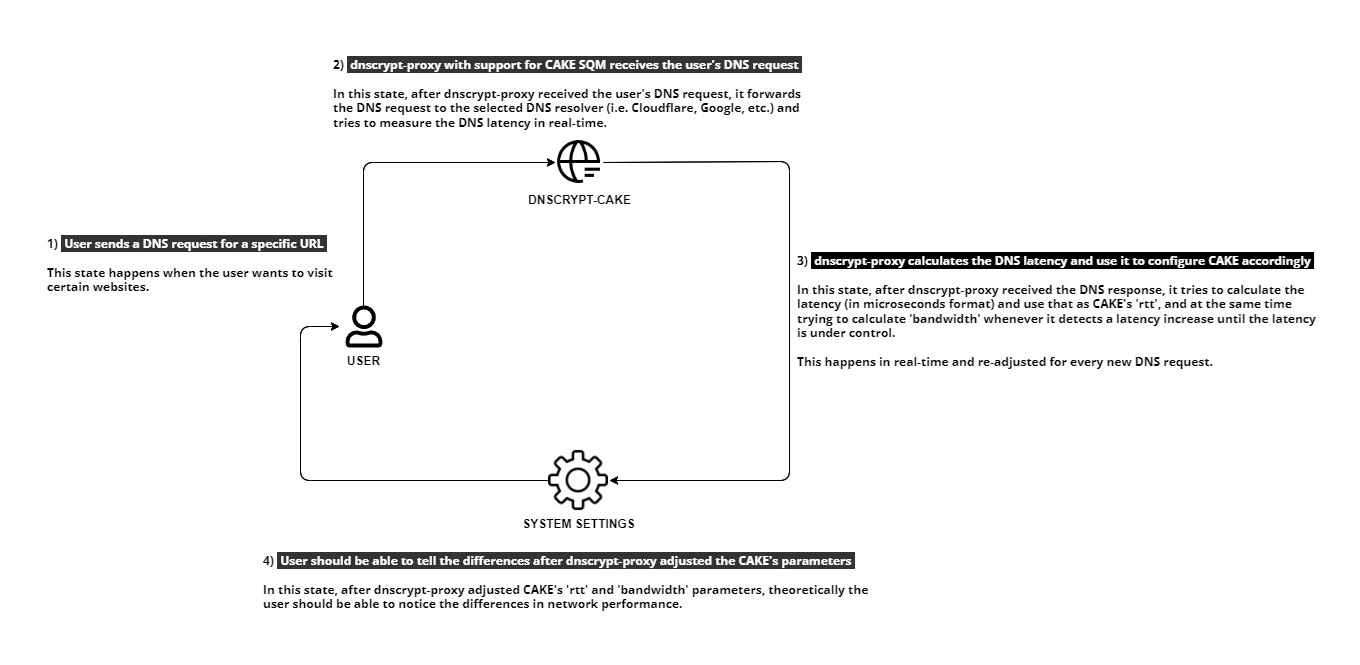 2) dnscrypt-proxy with support for CAKE SQM receives the user's DNS request
In this state, after dnscrypt-proxy received the user's DNS request, it forwards
the DNS request to the selected DNS resolver (i.e. Cloudflare, Google, etc.) and
tries to measure the DNS latency in real-time.
DNSCRYPT-CAKE
1) User sends a DNS request for a specific URL
This state happens when the user wants to visit
certain websites.
USER
3) dnscrypt-proxy calculates the DNS latency and use it to configure CAKE accordingly
In this state, after dnscrypt-proxy received the DNS response, it tries to calculate the
latency (in microseconds format) and use that as CAKE's 'rtt', and at the same time
trying to calculate 'bandwidth' whenever it detects a latency increase until the latency
is under control.
This happens in real-time and re-adjusted for every new DNS request.
SYSTEM SETTINGS
4) User should be able to tell the differences after dnscrypt-proxy adjusted the CAKE's parameters
In this state, after dnscrypt-proxy adjusted CAKE's 'rtt' and 'bandwidth' parameters, theoretically the
user should be able to notice the differences in network performance.